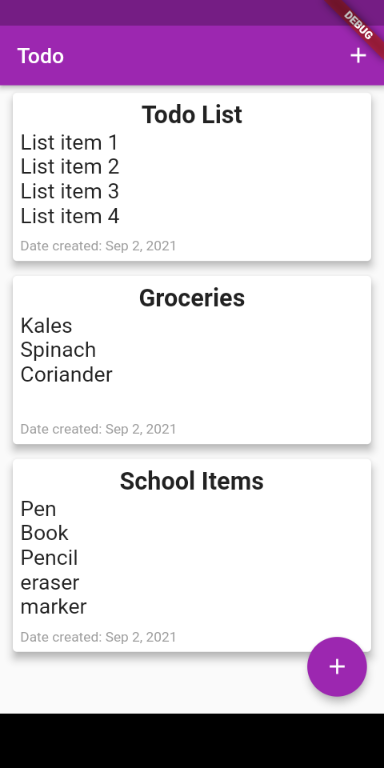 DEBUG
Todo
Todo List
List item 1
List item 2
List item 3
List item 4
Date created: Sep 2, 2021
Groceries
Kales
Spinach
Coriander
Date created: Sep 2, 2021
School Items
Pen
Book
Pencil
eraser
marker
Date created: Sep 2, 2021